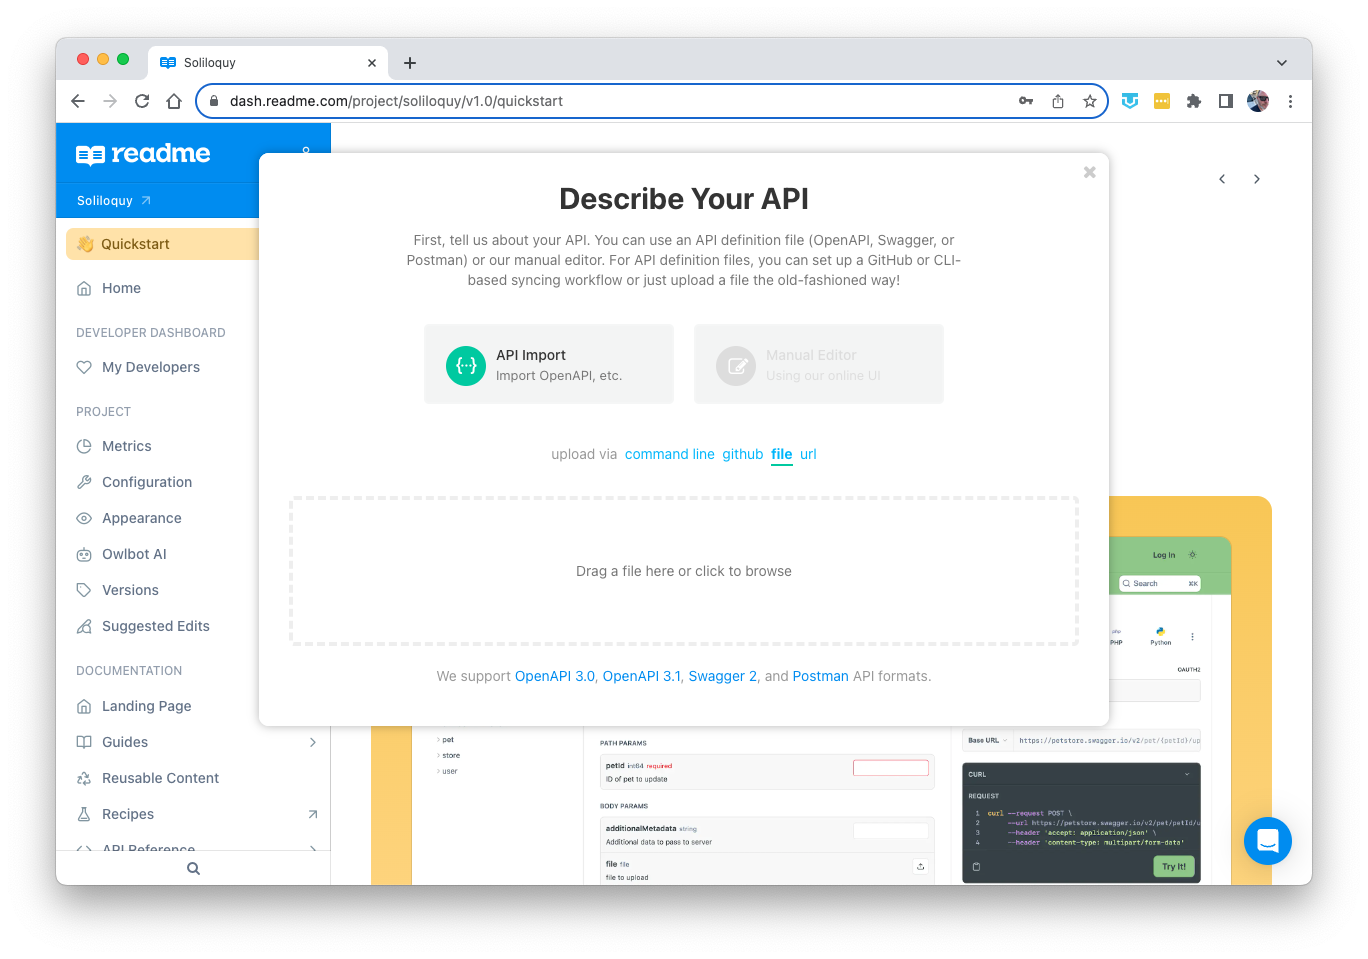 Soliloquy
dash.readme.com/project/soliloquy/v1.0/quickstart
readme
Soliloquy
Quickstart
Home
DEVELOPER DASHBOARD
My Developers
PROJECT
Metrics
Configuration
Appearance
Owlbot AI
Versions
Suggested Edits
DOCUMENTATION
Landing Page
Guides
Reusable Content
Recipes
API Reference
Describe Your API
First, tell us about your API. You can use an API definition file (OpenAPI, Swagger, or
Postman) or our manual editor. For API definition files, you can set up a GitHub or CLI-
based syncing workflow or just upload a file the old-fashioned way!
API Import
Import OpenAPI, etc.
Manual Editor
Using our online UI
upload via command line github file url
Drag a file here or click to browse
We support OpenAPI 3.0, OpenAPI 3.1, Swagger 2, and Postman API formats.
Log In
Search ⌘K
php
PHP
Python
OAUTH2
pet
store
user
PATH PARAMS
petId int64 required
ID of pet to update
BODY PARAMS
additionalMetadata string
Additional data to pass to server
file file
file to upload
Base URL https://petstore.swagger.io/v2/pet/{petId}/up
CURL
REQUEST
1 curl --request POST \
2 --url https://petstore.swagger.io/v2/pet/petId/u
3 --header 'accept: application/json' \
4 --header 'content-type: multipart/form-data'
Try It!